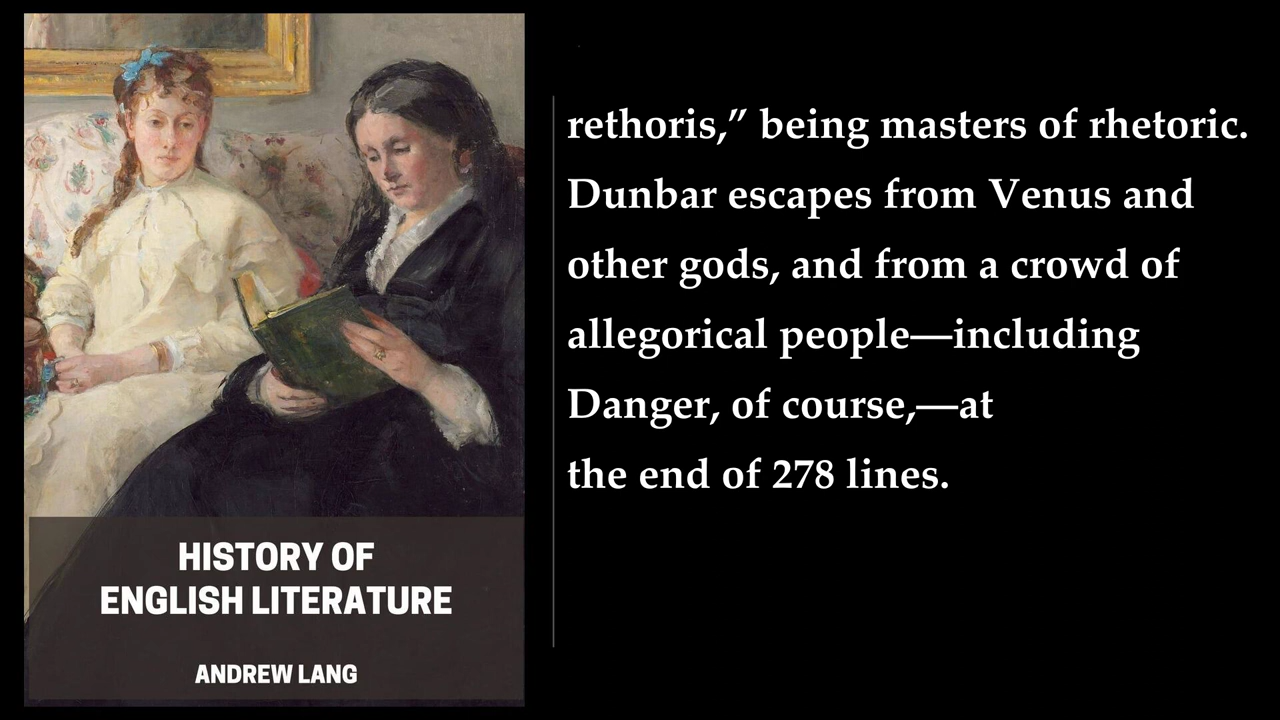 rethoris,” being masters of rhetoric.
Dunbar escapes from Venus and
other gods, and from a crowd of
allegorical people—including
Danger, of course,—at
the end of 278 lines.
HISTORY OF
ENGLISH LITERATURE
ANDREW LANG